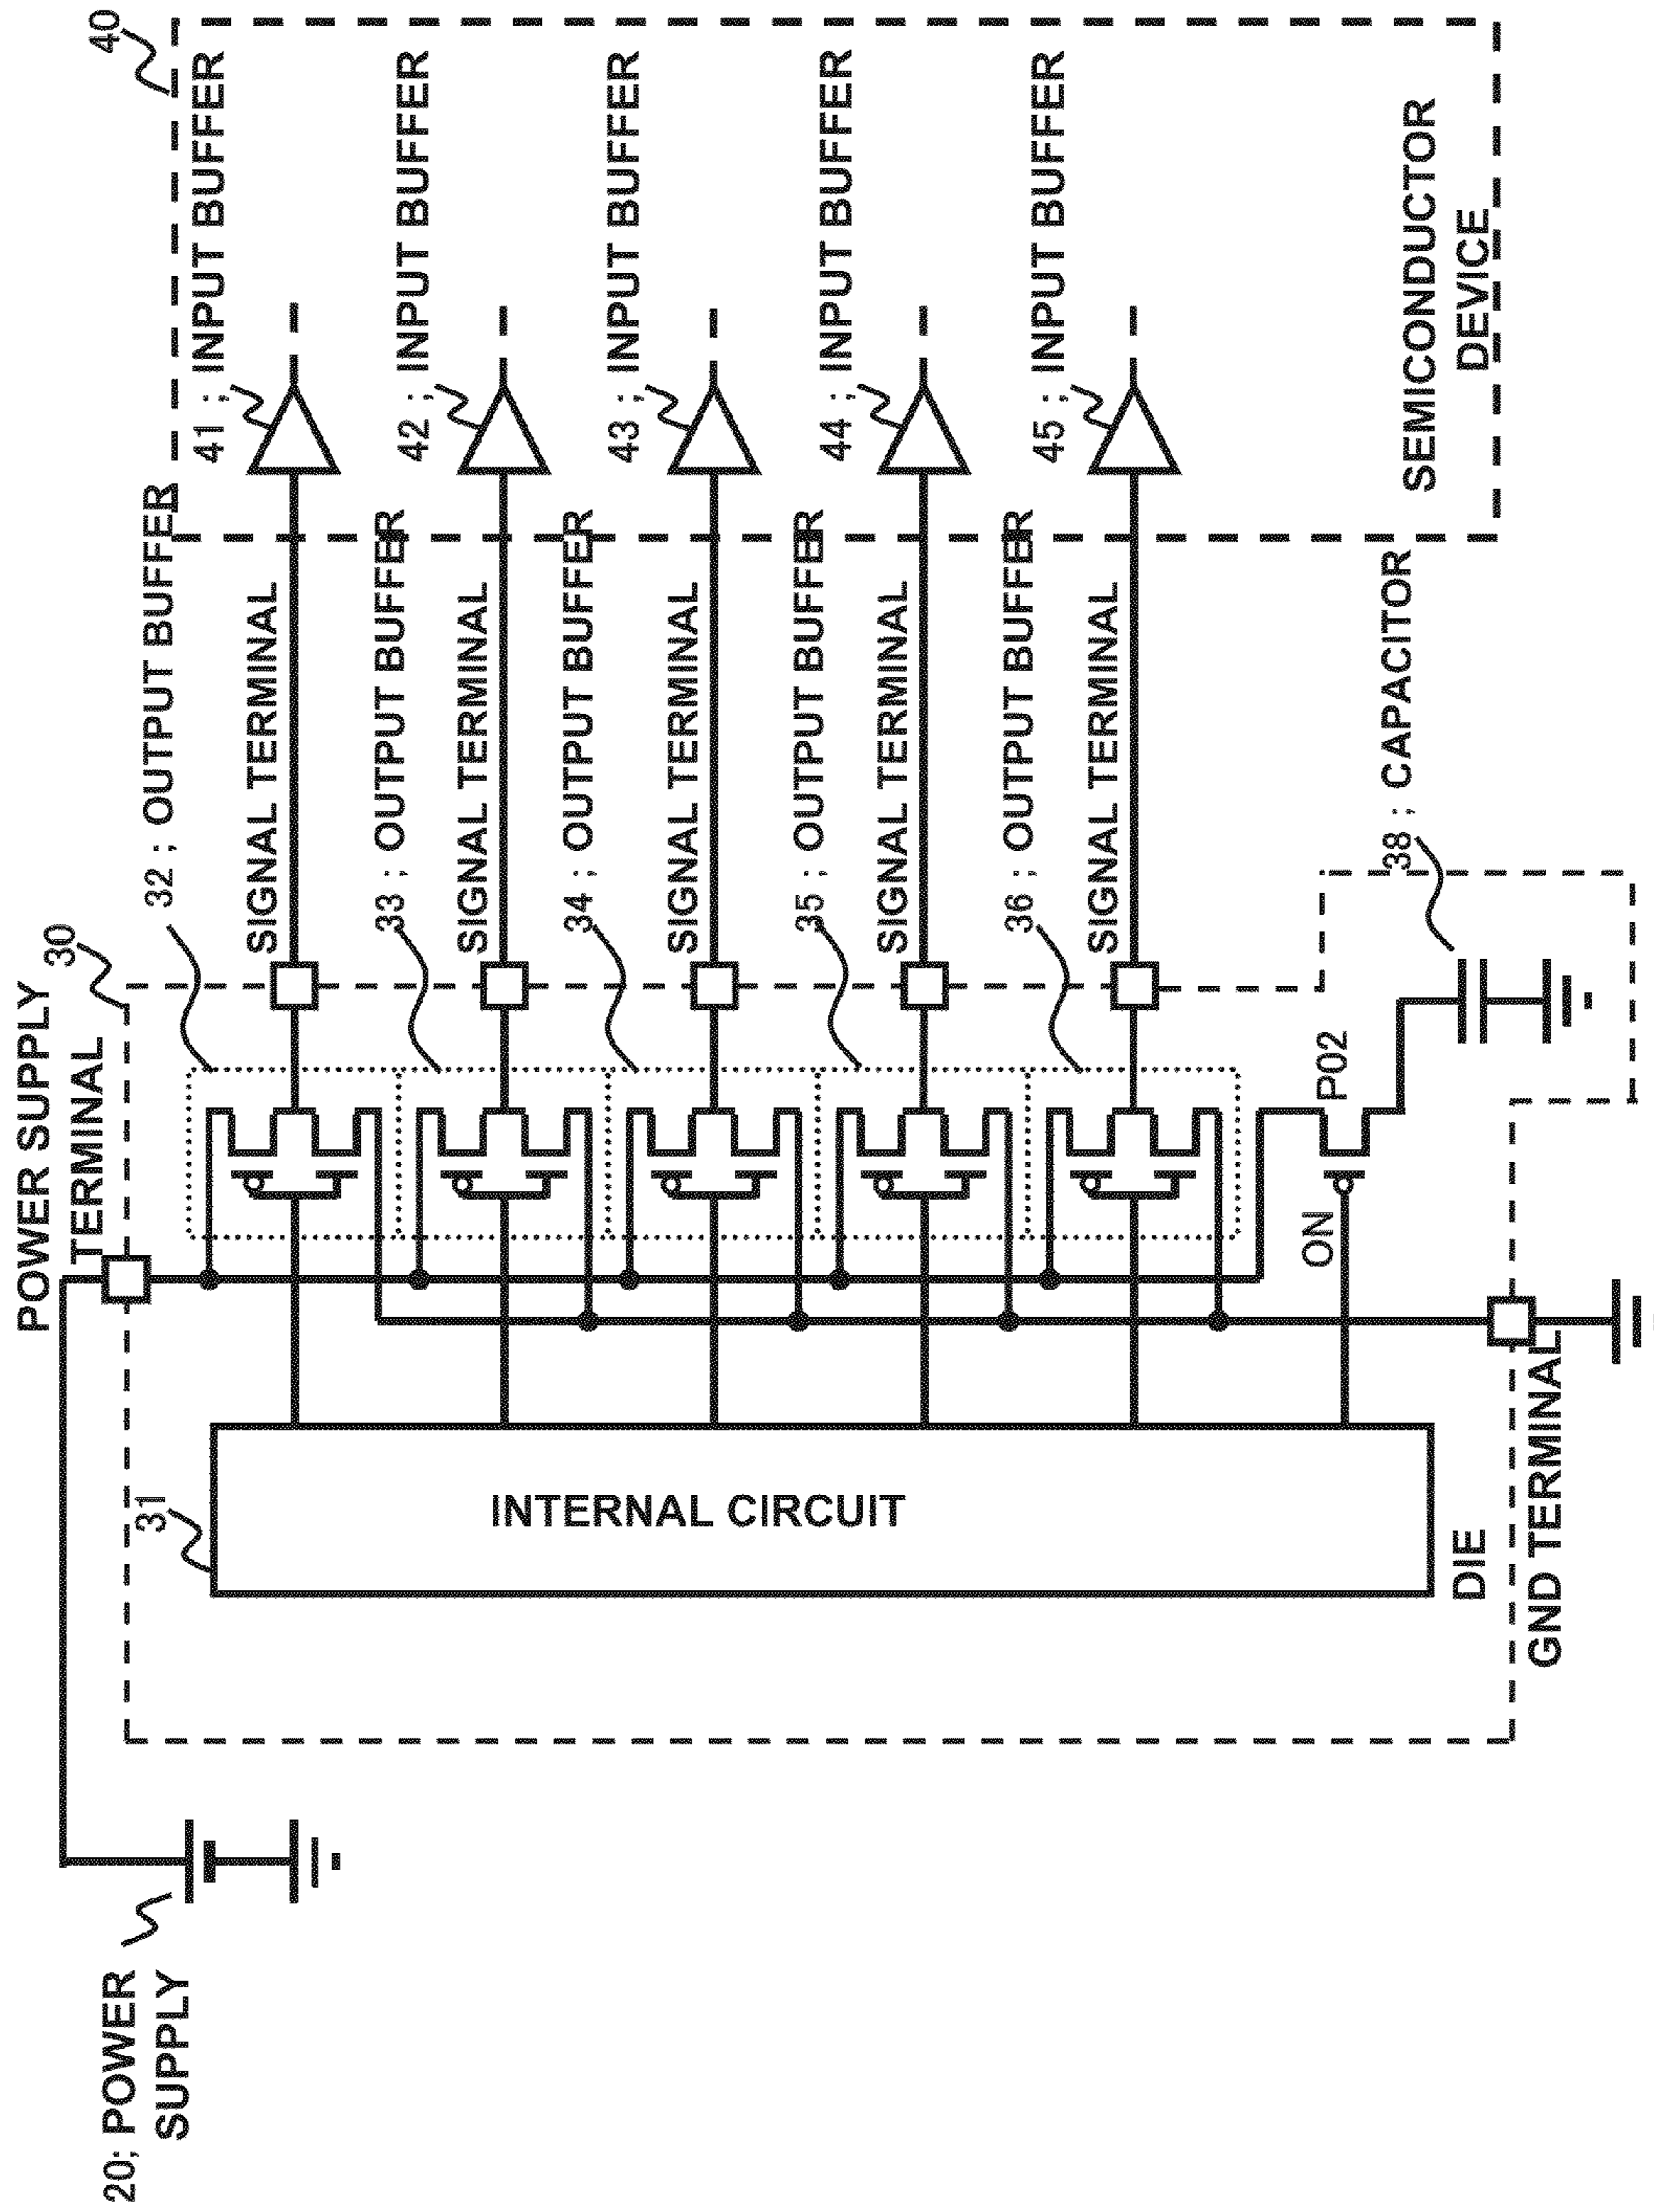 20; POWER
SUPPLY
POWER SUPPLY
TERMINAL
30
31
INTERNAL CIRCUIT
DIE
GND TERMINAL
32 ; OUTPUT BUFFER
SIGNAL TERMINAL
33 ; OUTPUT BUFFER
SIGNAL TERMINAL
34 ; OUTPUT BUFFER
SIGNAL TERMINAL
35 ; OUTPUT BUFFER
SIGNAL TERMINAL
36 ; OUTPUT BUFFER
SIGNAL TERMINAL
ON
P02
38 ; CAPACITOR
40
41 ; INPUT BUFFER
42 ; INPUT BUFFER
43 ; INPUT BUFFER
44 ; INPUT BUFFER
45 ; INPUT BUFFER
SEMICONDUCTOR
DEVICE